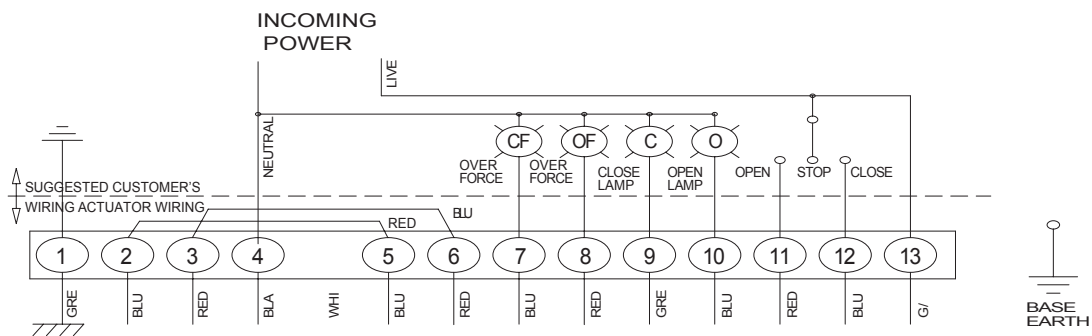 INCOMING
POWER
LIVE
NEUTRAL
CF
OF
C
O
OVER
FORCE
OVER
FORCE
CLOSE
LAMP
OPEN
LAMP
OPEN
STOP
CLOSE
SUGGESTED CUSTOMER'S
WIRING ACTUATOR WIRING
BLU
RED
1
2
3
4
5
6
7
8
9
10
11
12
13
GRE
BLU
RED
BLA
WHI
BLU
RED
BLU
RED
GRE
BLU
RED
BLU
G/
BASE
EARTH